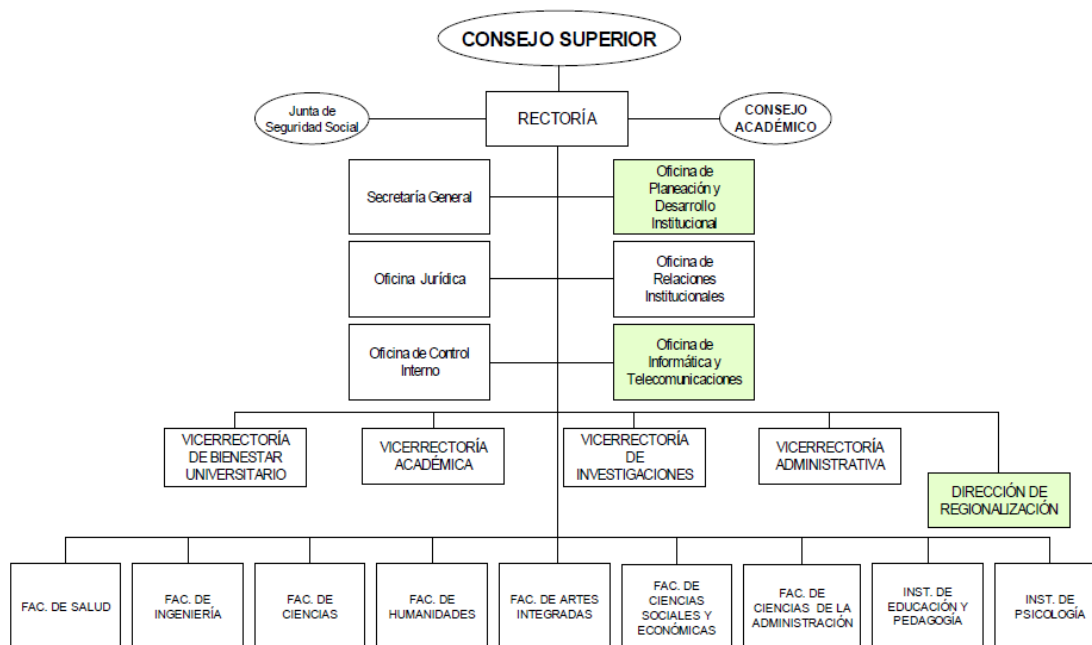 CONSEJO SUPERIOR
Junta de
Seguridad Social
RECTORÍA
CONSEJO
ACADÉMICO
Secretaría General
Oficina de
Planeación y
Desarrollo
Institucional
Oficina Jurídica
Oficina de
Relaciones
Institucionales
Oficina de Control
Interno
Oficina de
Informática y
Telecomunicaciones
VICERRECTORÍA
DE BIENESTAR
UNIVERSITARIO
VICERRECTORÍA
ACADÉMICA
VICERRECTORÍA
DE
INVESTIGACIONES
VICERRECTORÍA
ADMINISTRATIVA
DIRECCIÓN DE
REGIONALIZACIÓN
FAC. DE SALUD
FAC. DE
INGENIERÍA
FAC. DE
CIENCIAS
FAC. DE
HUMANIDADES
FAC. DE ARTES
INTEGRADAS
FAC. DE
CIENCIAS
SOCIALES Y
ECONÓMICAS
FAC. DE
CIENCIAS DE LA
ADMINISTRACIÓN
INST. DE
EDUCACIÓN Y
PEDAGOGÍA
INST. DE
PSICOLOGÍA